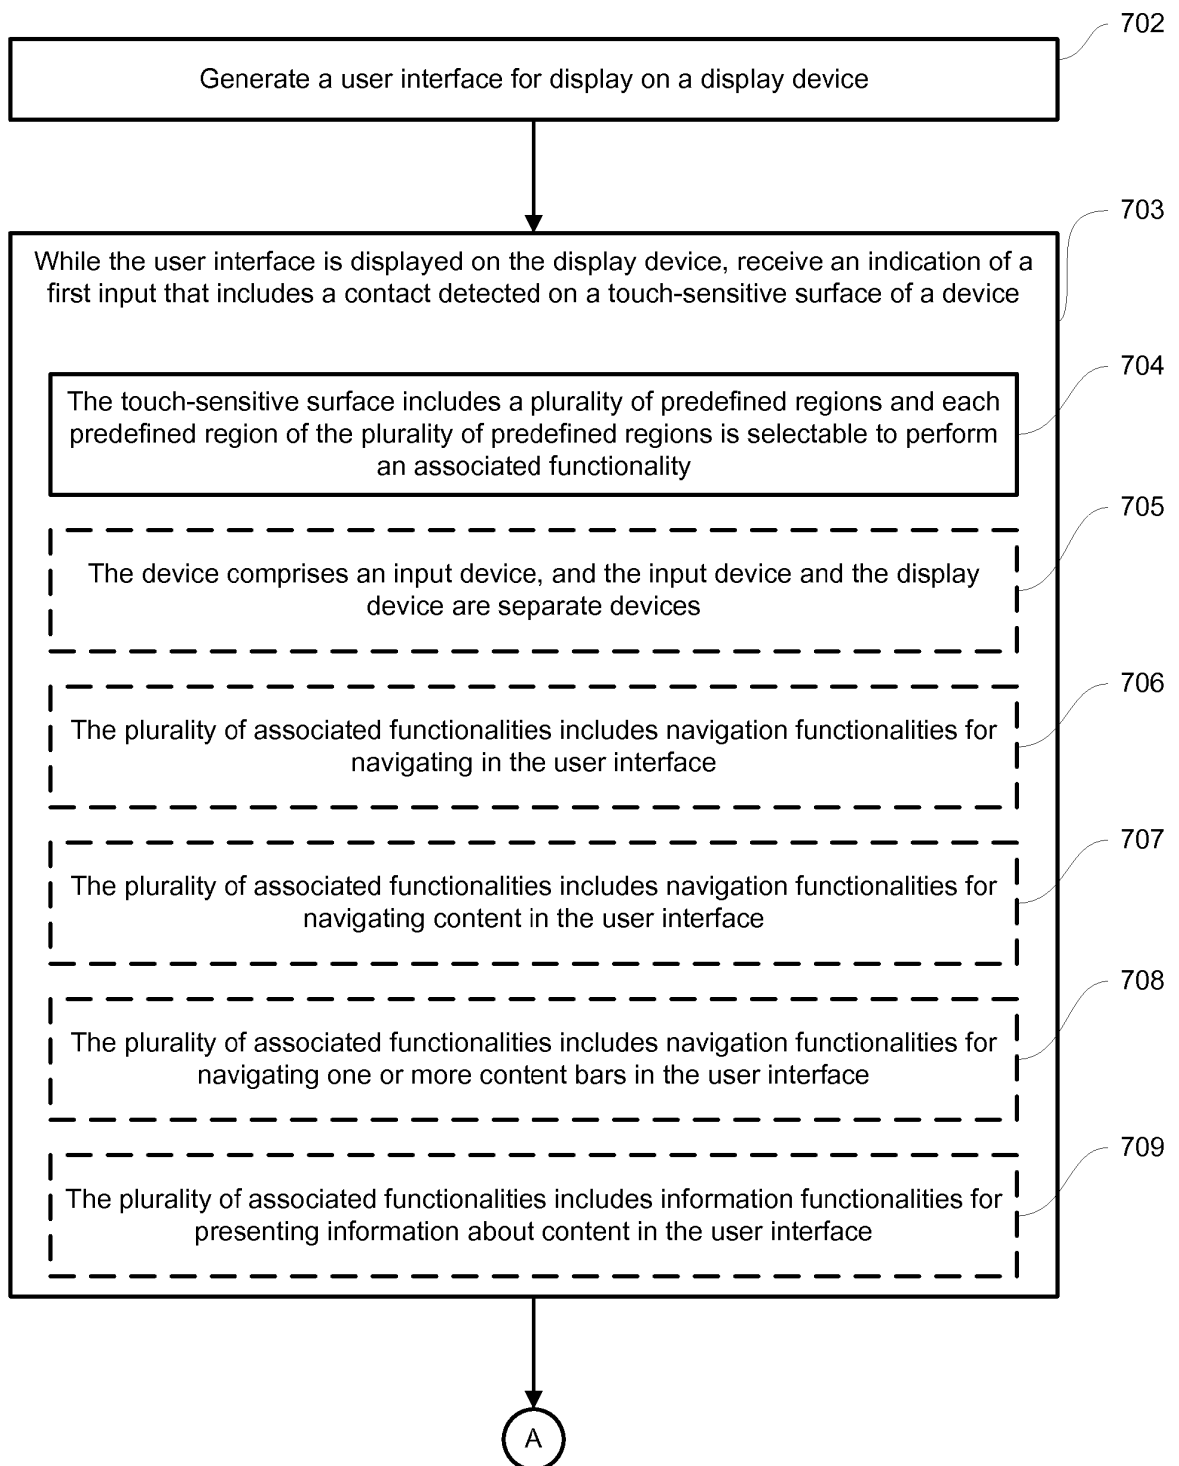 702
Generate a user interface for display on a display device
703
While the user interface is displayed on the display device, receive an indication of a
first input that includes a contact detected on a touch-sensitive surface of a device
704
The touch-sensitive surface includes a plurality of predefined regions and each
predefined region of the plurality of predefined regions is selectable to perform
an associated functionality
705
The device comprises an input device, and the input device and the display
device are separate devices
706
The plurality of associated functionalities includes navigation functionalities for
navigating in the user interface
707
The plurality of associated functionalities includes navigation functionalities for
navigating content in the user interface
708
The plurality of associated functionalities includes navigation functionalities for
navigating one or more content bars in the user interface
709
The plurality of associated functionalities includes information functionalities for
presenting information about content in the user interface
A